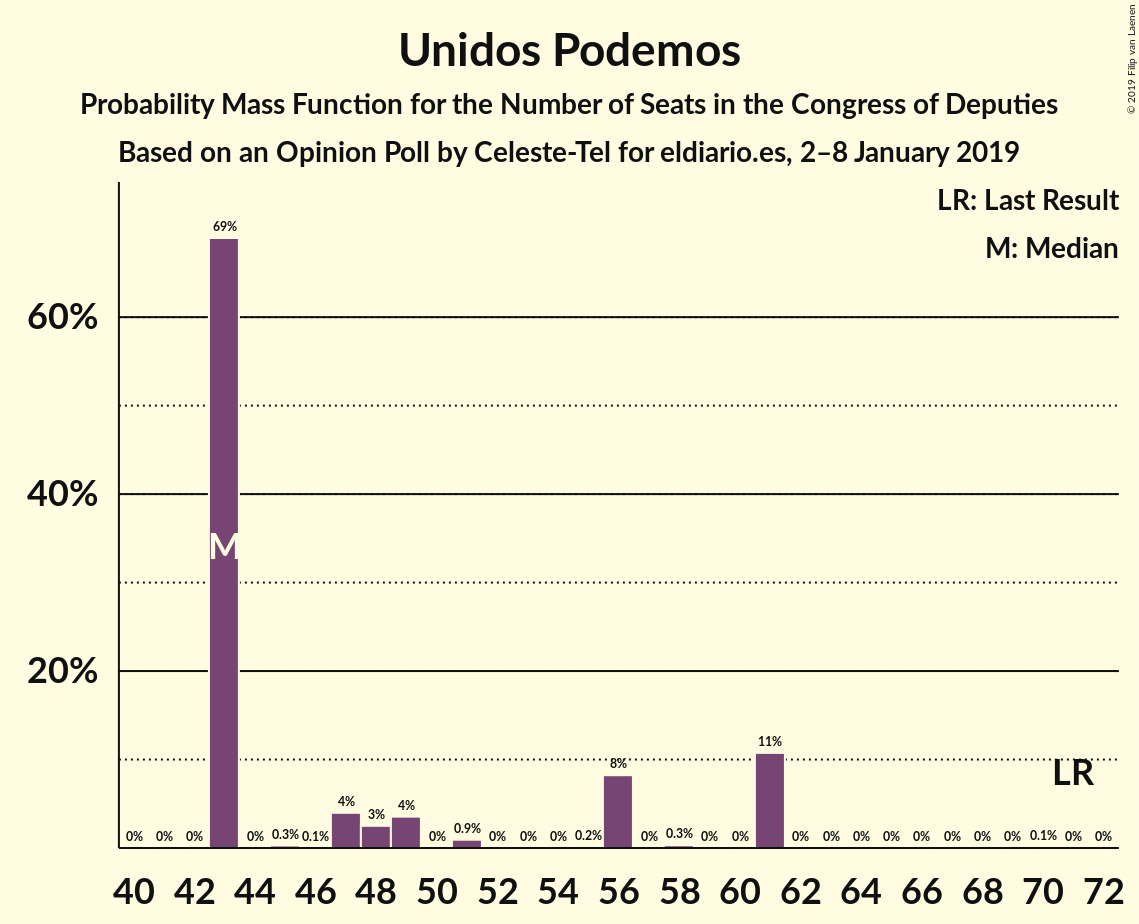 Unidos Podemos
Probability Mass Function for the Number of Seats in the Congress of Deputies
Based on an Opinion Poll by Celeste-Tel for eldiario.es, 2–8 January 2019
© 2019 Filip van Laenen
LR: Last Result
M: Median
69%
60%
40%
M
20%
11%
8%
LR
4% 3% 4%
0% 0% 0% 0% 0.3% 0.1% 0% 0.9% 0% 0% 0% 0.2% 0% 0.3% 0% 0% 0% 0% 0% 0% 0% 0% 0% 0% 0.1% 0% 0%
40 42 44 46 48 50 52 54 56 58 60 62 64 66 68 70 72